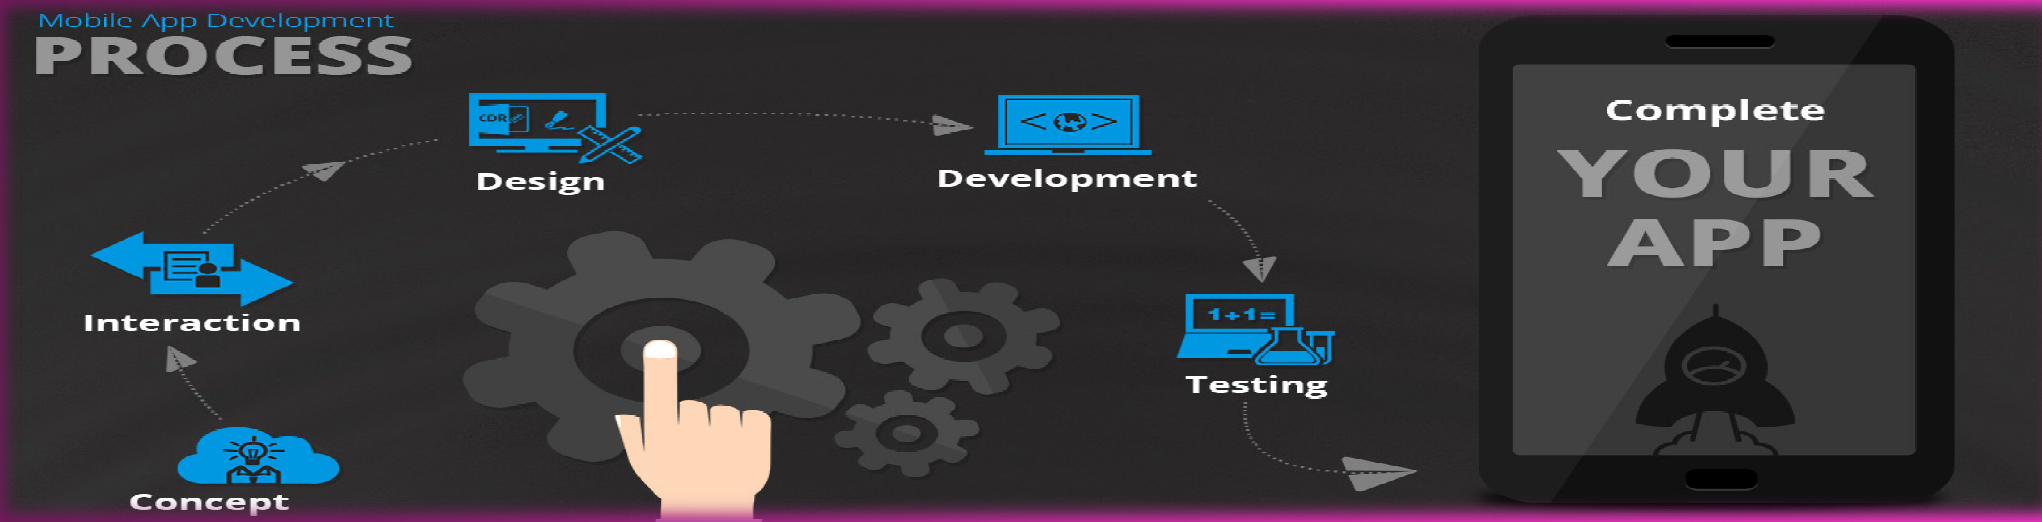 Mobile App Development
PROCESS
Concept
Interaction
Design
CDR
Development
< >
Testing
1+1=
Complete
YOUR
APP